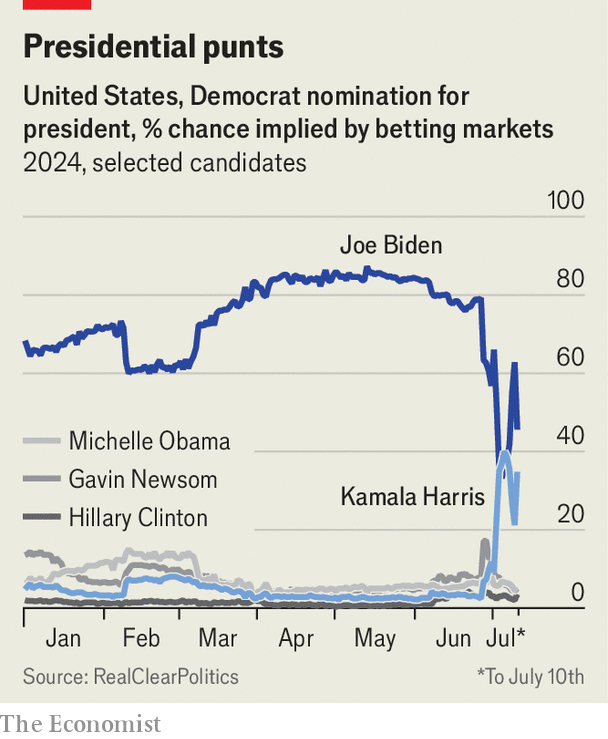 Presidential punts
United States, Democrat nomination for
president, % chance implied by betting markets
2024, selected candidates
100
Joe Biden
80
60
Michelle Obama
40
Gavin Newsom
Kamala Harris
Hillary Clinton
20
0
Jan Feb Mar Apr May Jun Jul*
Source: RealClearPolitics
*To July 10th
The Economist